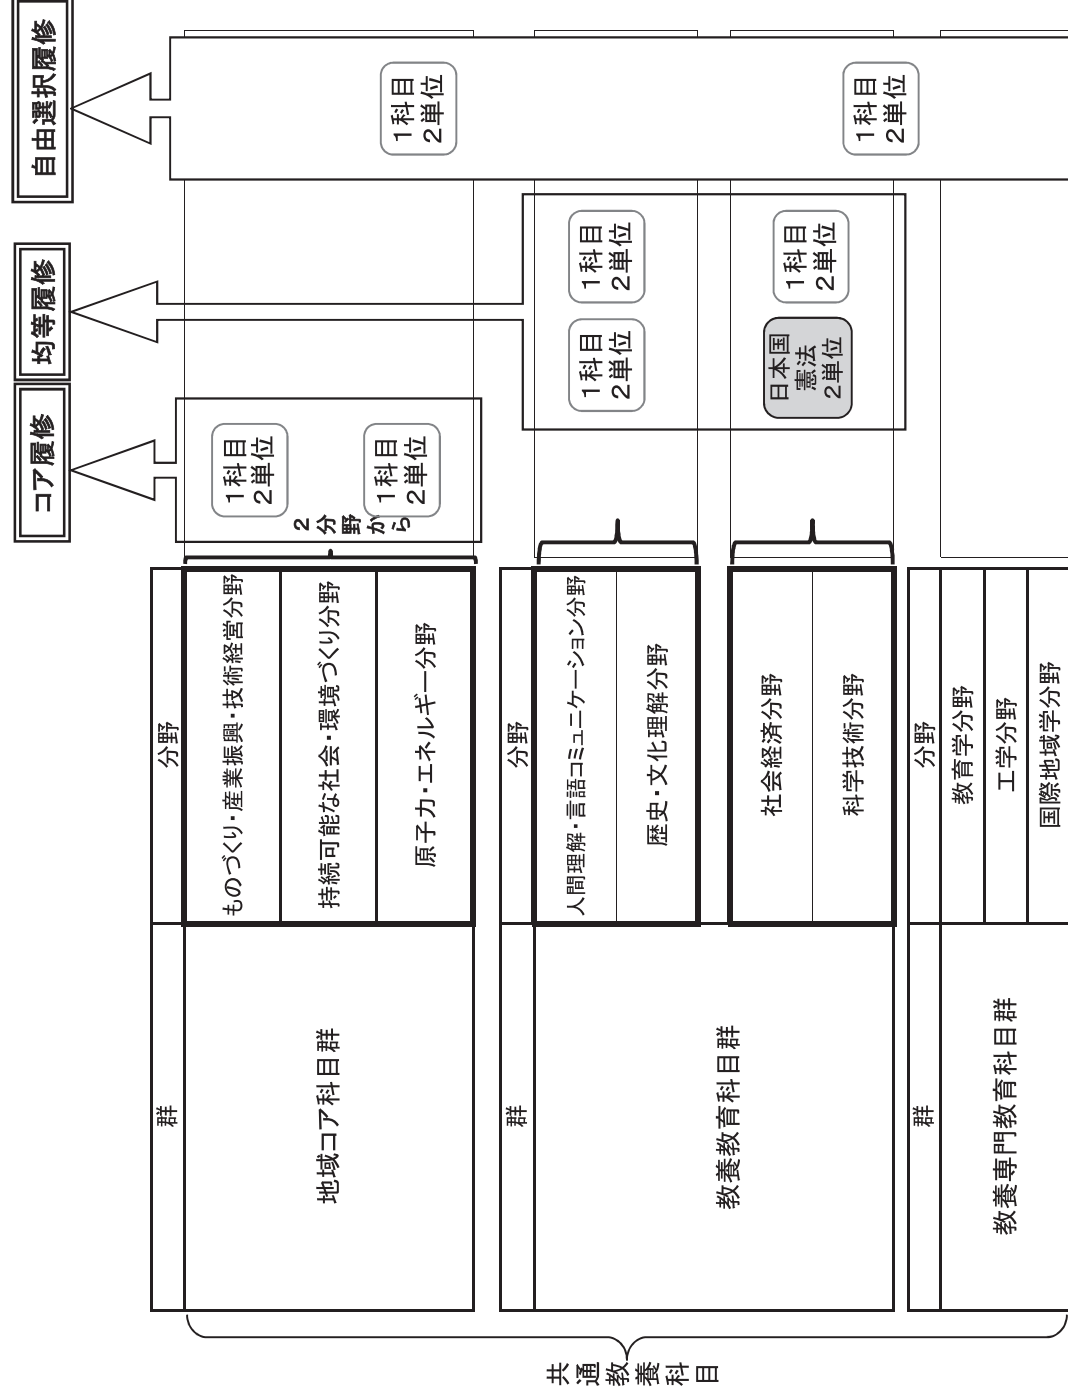 共通教養科目
群
分野
地域コア科目群
ものづくり・産業振興・技術経営分野
持続可能な社会・環境づくり分野
原子力・エネルギー分野
2分野から
1科目
2単位
1科目
2単位
コア履修
群
分野
教養教育科目群
人間理解・言語コミュニケーション分野
歴史・文化理解分野
社会経済分野
科学技術分野
1科目
2単位
1科目
2単位
日本国
憲法
2単位
1科目
2単位
均等履修
群
分野
教養専門教育科目群
教育学分野
工学分野
国際地域学分野
1科目
2単位
1科目
2単位
自由選択履修